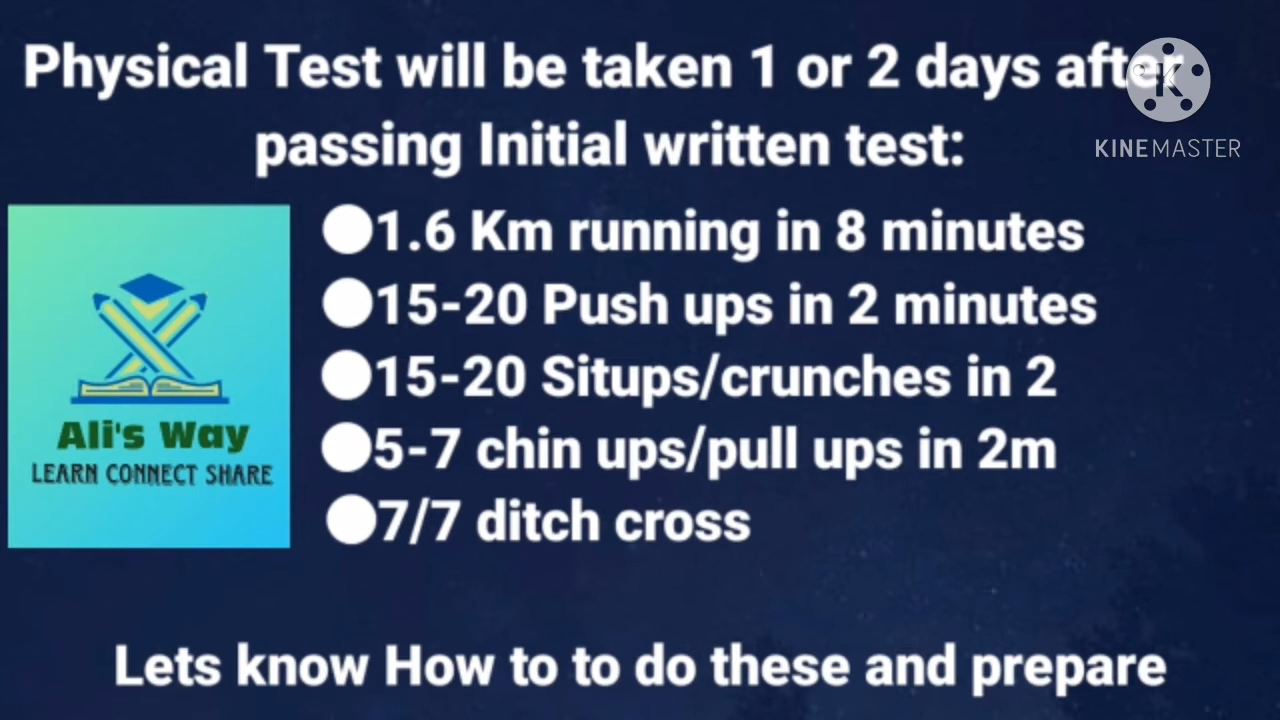 Physical Test will be taken 1 or 2 days after
passing Initial written test:
KINEMASTER
●1.6 Km running in 8 minutes
●15-20 Push ups in 2 minutes
●15-20 Situps/crunches in 2
●5-7 chin ups/pull ups in 2m
●7/7 ditch cross
Ali's Way
LEARN CONNECT SHARE
Lets know How to to do these and prepare